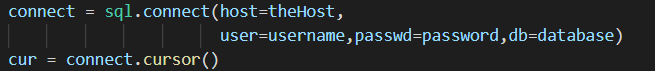 connect = sql.connect(host=theHost,
user=username,passwd=password,db=database)
cur = connect.cursor()